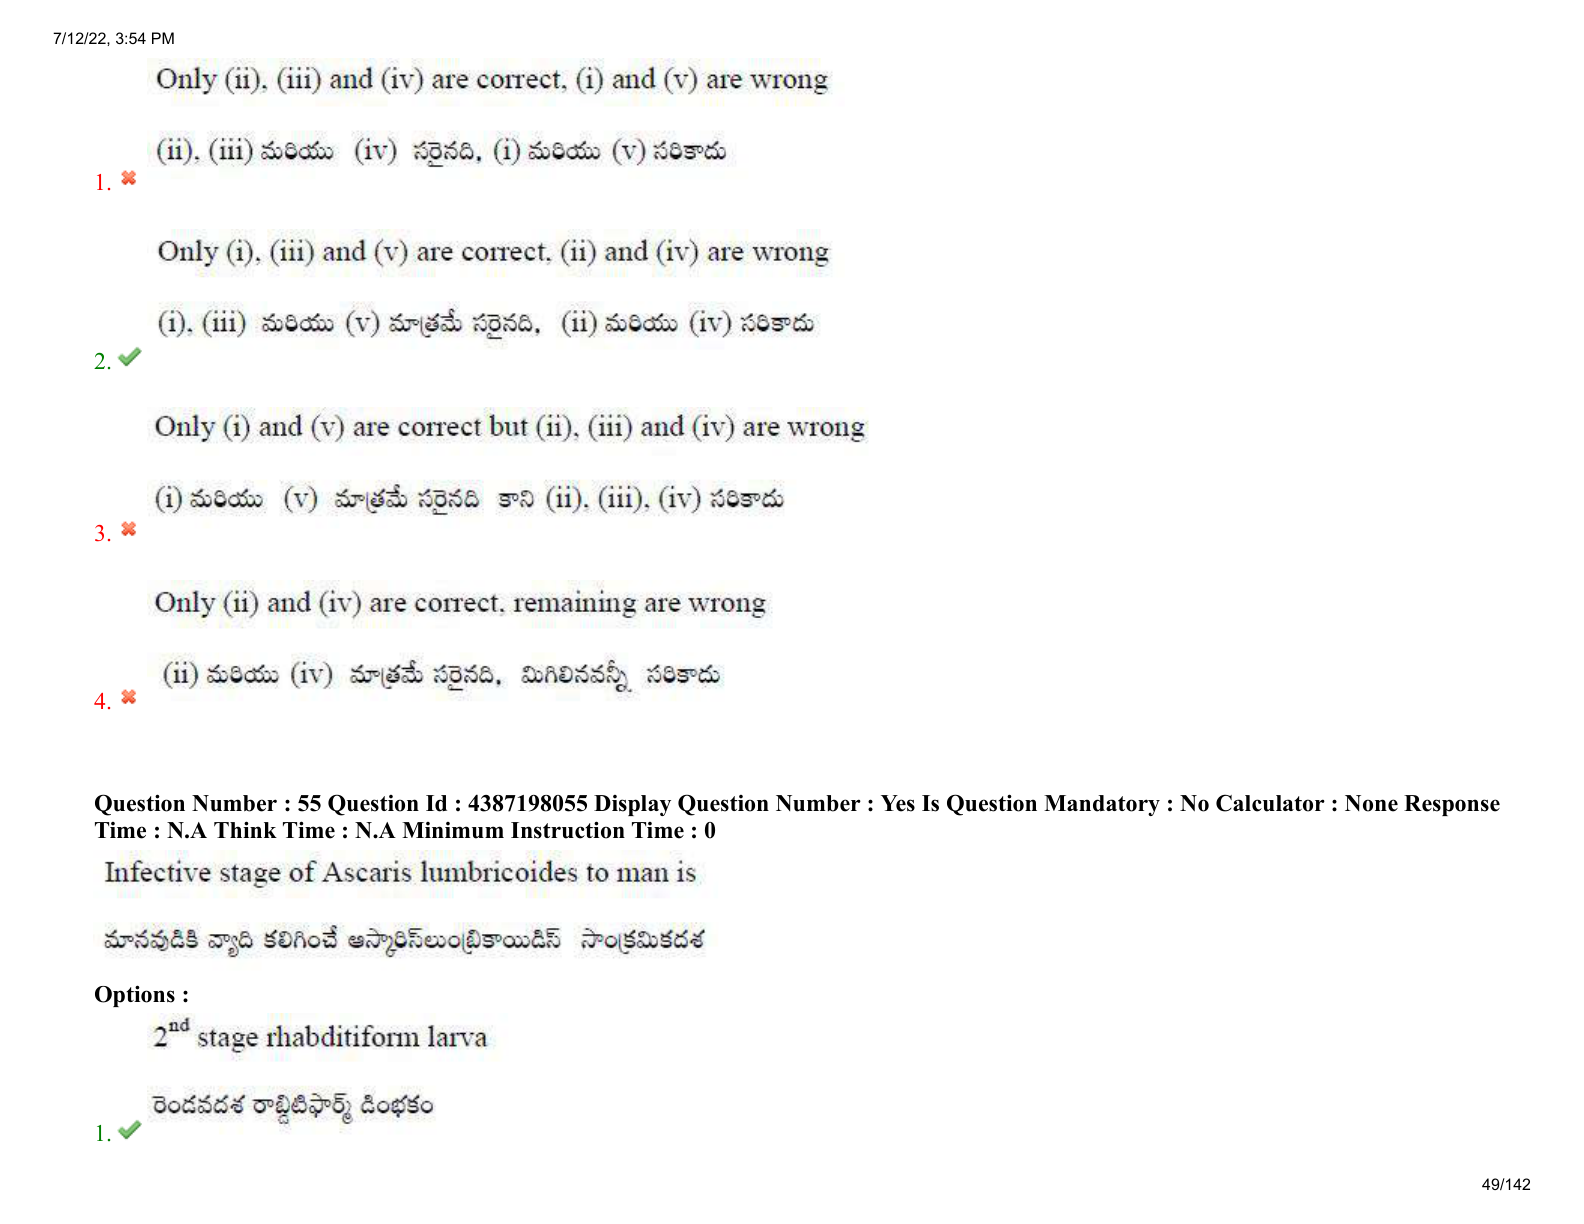 7/12/22, 3:54 PM
Only (ii), (iii) and (iv) are correct, (i) and (v) are wrong
(ii), (iii) మరియు (iv) సరైనది, (i) మరియు (v) సరికాదు
1.
Only (i), (iii) and (v) are correct, (ii) and (iv) are wrong
(i), (iii) మరియు (v) మాత్రమే సరైనది, (ii) మరియు (iv) సరికాదు
2.
Only (i) and (v) are correct but (ii), (iii) and (iv) are wrong
(i) మరియు (v) మాత్రమే సరైనది కాని (ii), (iii), (iv) సరికాదు
3.
Only (ii) and (iv) are correct, remaining are wrong
(ii) మరియు (iv) మాత్రమే సరైనది, మిగిలినవన్నీ సరికాదు
4.
Question Number : 55 Question Id : 4387198055 Display Question Number : Yes Is Question Mandatory : No Calculator : None Response
Time : N.A Think Time : N.A Minimum Instruction Time : 0
Infective stage of Ascaris lumbricoides to man is
మానవుడికి వ్యాది కలిగించే ఆస్కారిస్‌లుంబ్రికాయిడిస్ సాంక్రమికదశ
Options :
2nd stage rhabditiform larva
రెండవదశ రాబ్డిటిఫార్మ్ డింభకం
1.
49/142